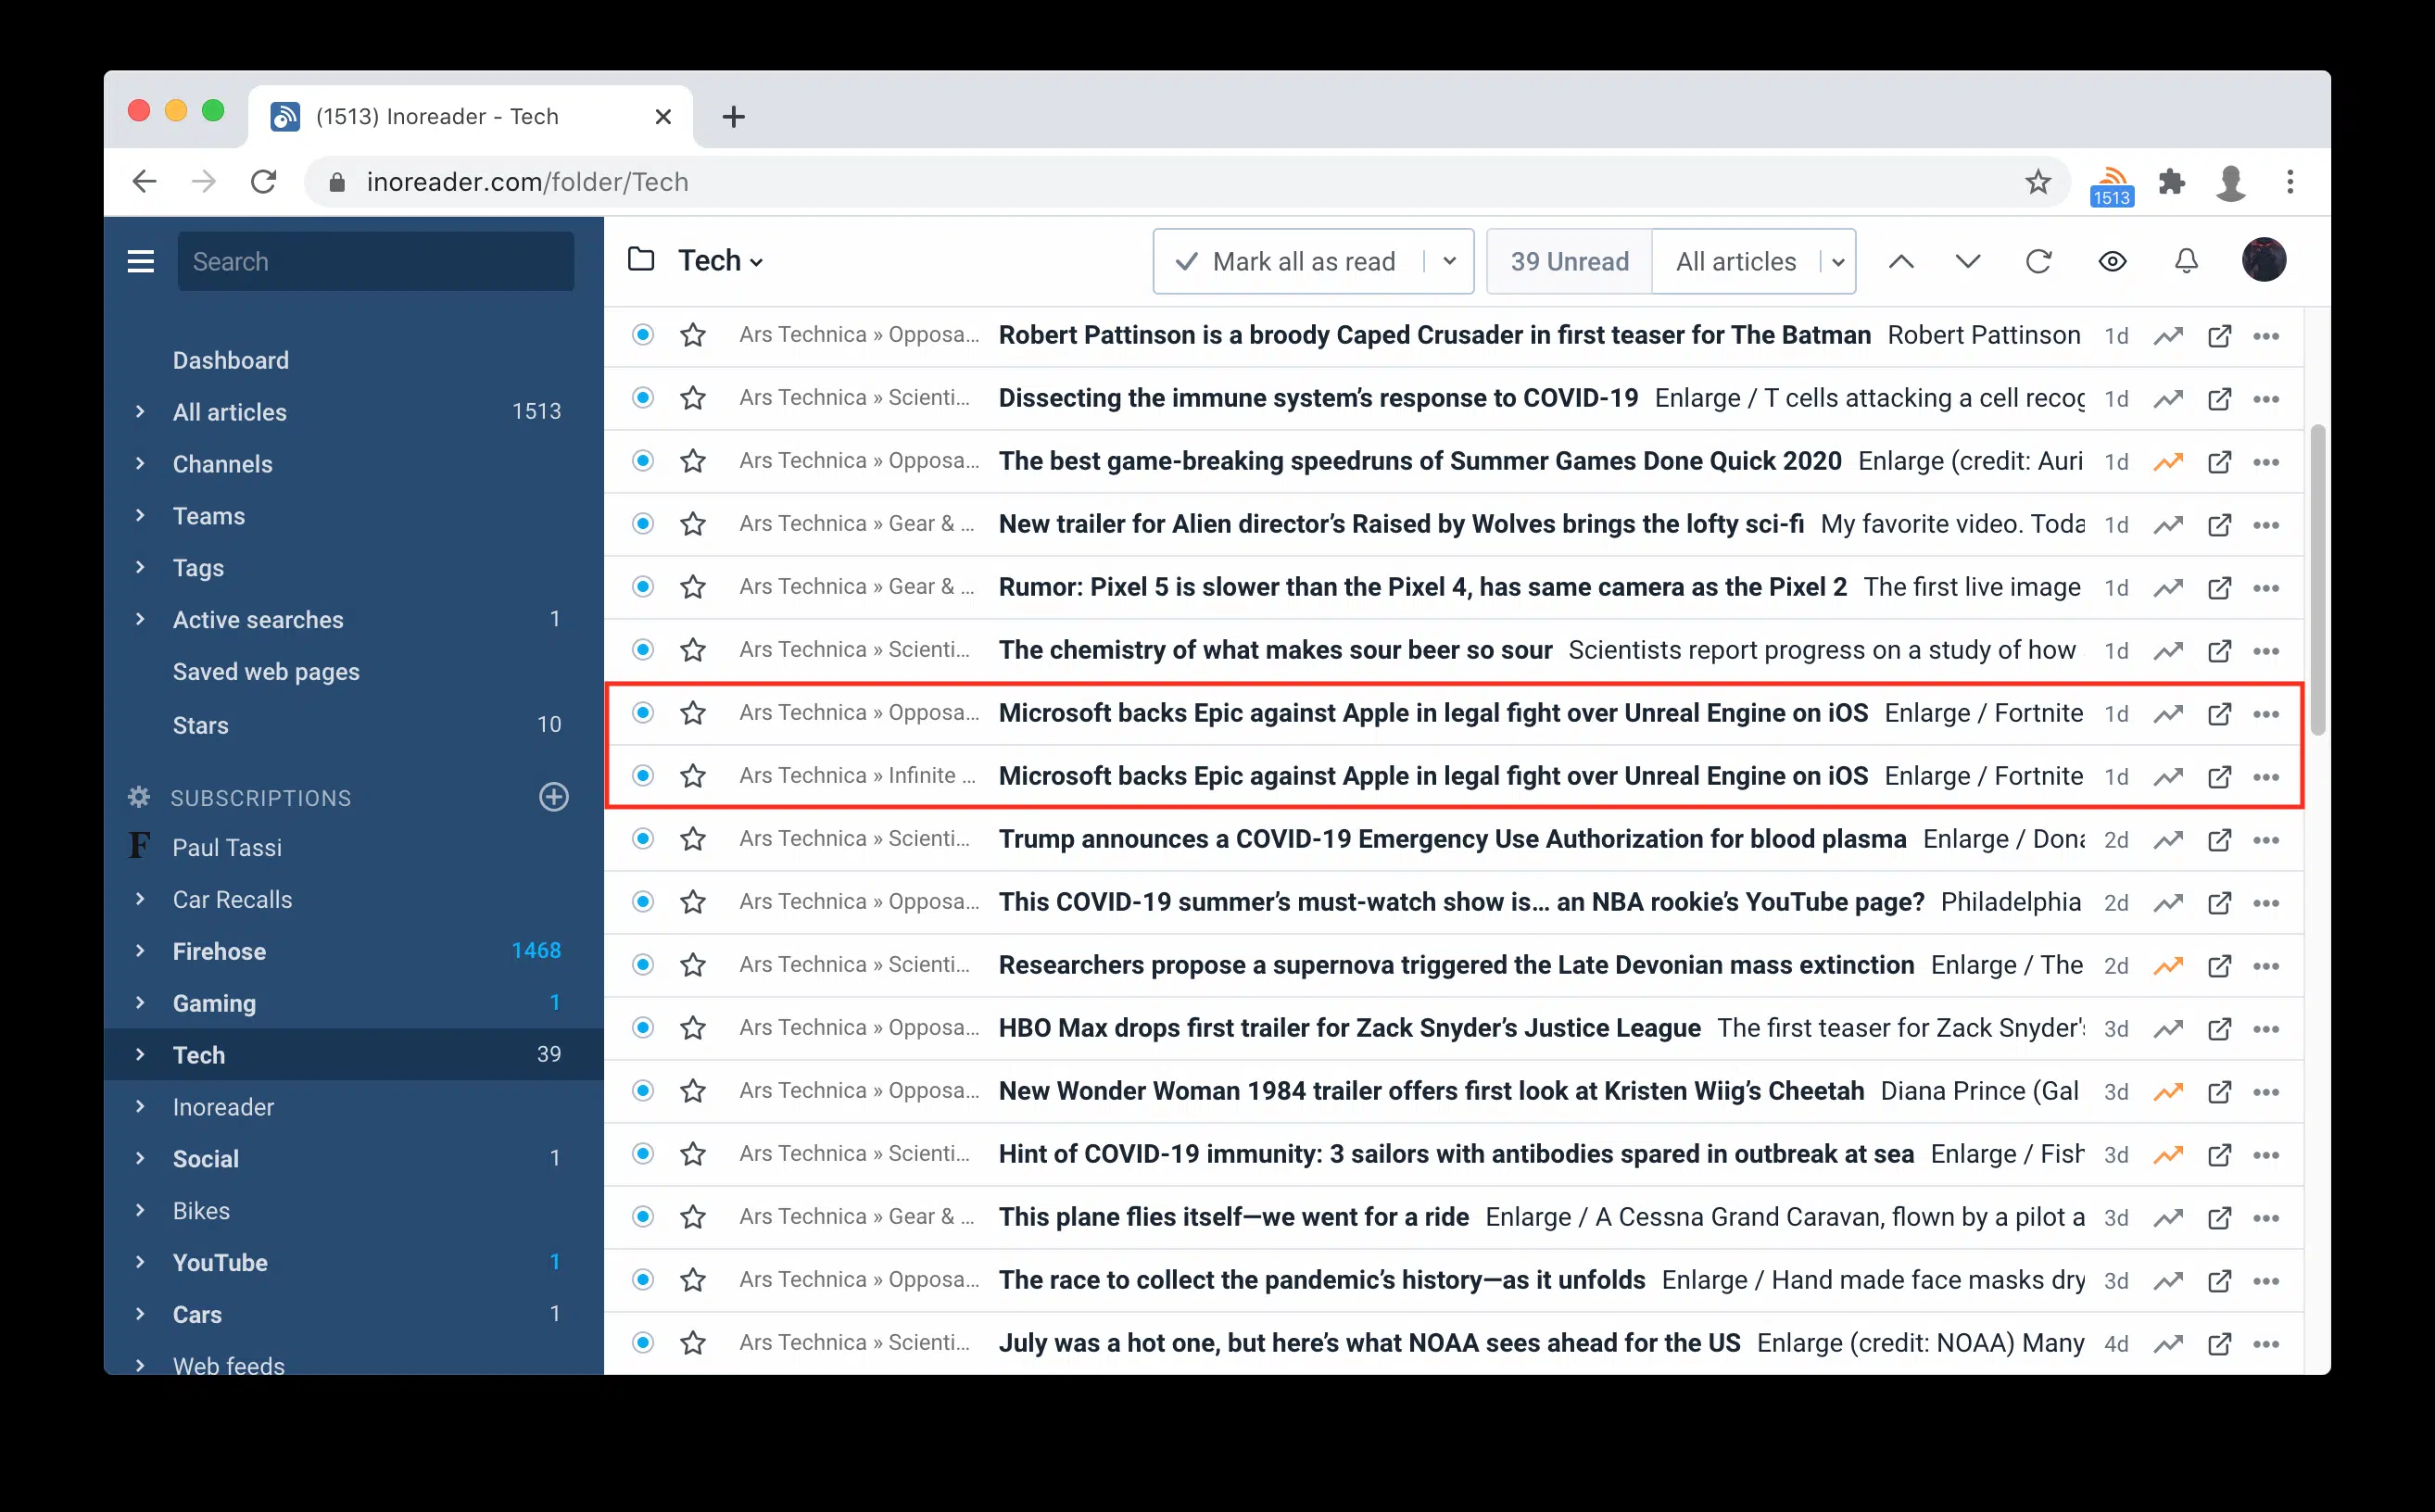 (1513) Inoreader - Tech
inoreader.com/folder/Tech
1513
Search
Dashboard
All articles 1513
Channels
Teams
Tags
Active searches 1
Saved web pages
Stars 10
SUBSCRIPTIONS
F Paul Tassi
Car Recalls
Firehose 1468
Gaming 1
Tech 39
Inoreader
Social 1
Bikes
YouTube 1
Cars 1
Web feeds
Tech Mark all as read 39 Unread All articles
Ars Technica » Opposa... Robert Pattinson is a broody Caped Crusader in first teaser for The Batman Robert Pattinson 1d
Ars Technica » Scienti... Dissecting the immune system’s response to COVID-19 Enlarge / T cells attacking a cell recog 1d
Ars Technica » Opposa... The best game-breaking speedruns of Summer Games Done Quick 2020 Enlarge (credit: Auri 1d
Ars Technica » Gear & ... New trailer for Alien director’s Raised by Wolves brings the lofty sci-fi My favorite video. Toda 1d
Ars Technica » Gear & ... Rumor: Pixel 5 is slower than the Pixel 4, has same camera as the Pixel 2 The first live image 1d
Ars Technica » Scienti... The chemistry of what makes sour beer so sour Scientists report progress on a study of how 1d
Ars Technica » Opposa... Microsoft backs Epic against Apple in legal fight over Unreal Engine on iOS Enlarge / Fortnite 1d
Ars Technica » Infinite ... Microsoft backs Epic against Apple in legal fight over Unreal Engine on iOS Enlarge / Fortnite 1d
Ars Technica » Scienti... Trump announces a COVID-19 Emergency Use Authorization for blood plasma Enlarge / Dona 2d
Ars Technica » Opposa... This COVID-19 summer’s must-watch show is... an NBA rookie’s YouTube page? Philadelphia 2d
Ars Technica » Scienti... Researchers propose a supernova triggered the Late Devonian mass extinction Enlarge / The 2d
Ars Technica » Opposa... HBO Max drops first trailer for Zack Snyder’s Justice League The first teaser for Zack Snyder's 3d
Ars Technica » Opposa... New Wonder Woman 1984 trailer offers first look at Kristen Wiig’s Cheetah Diana Prince (Gal 3d
Ars Technica » Scienti... Hint of COVID-19 immunity: 3 sailors with antibodies spared in outbreak at sea Enlarge / Fish 3d
Ars Technica » Gear & ... This plane flies itself—we went for a ride Enlarge / A Cessna Grand Caravan, flown by a pilot a 3d
Ars Technica » Opposa... The race to collect the pandemic’s history—as it unfolds Enlarge / Hand made face masks dry 3d
Ars Technica » Scienti... July was a hot one, but here’s what NOAA sees ahead for the US Enlarge (credit: NOAA) Many 4d